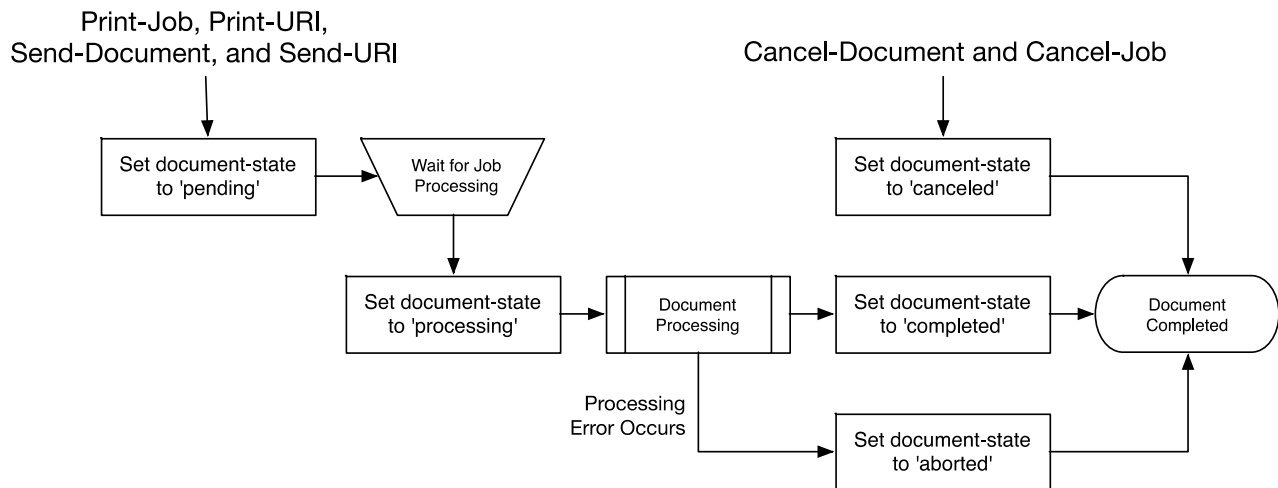 Print-Job, Print-URI,
Send-Document, and Send-URI
Cancel-Document and Cancel-Job
Set document-state
to 'pending'
Wait for Job
Processing
Set document-state
to 'canceled'
Set document-state
to 'processing'
Document
Processing
Set document-state
to 'completed'
Document
Completed
Processing
Error Occurs
Set document-state
to 'aborted'